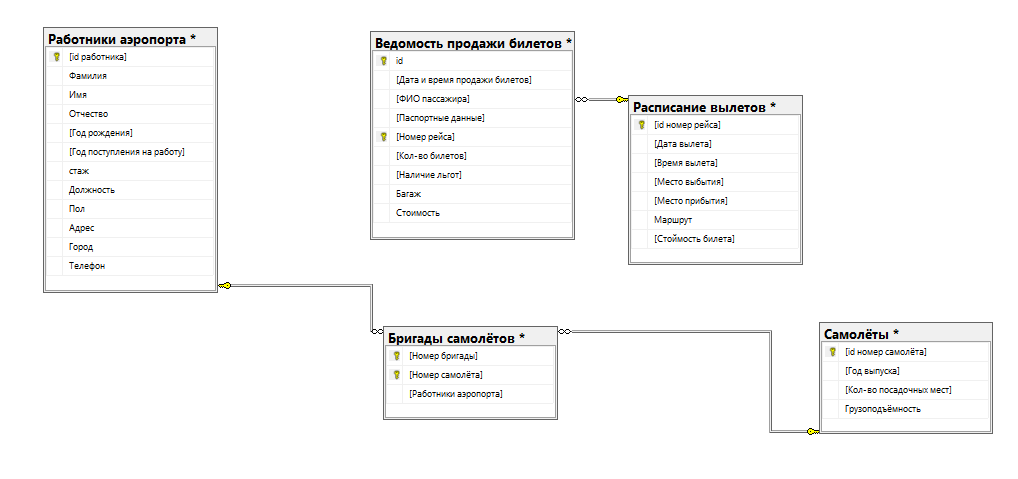 Работники аэропорта *
[id работника]
Фамилия
Имя
Отчество
[Год рождения]
[Год поступления на работу]
стаж
Должность
Пол
Адрес
Город
Телефон
Ведомость продажи билетов *
id
[Дата и время продажи билетов]
[ФИО пассажира]
[Паспортные данные]
[Номер рейса]
[Кол-во билетов]
[Наличие льгот]
Багаж
Стоимость
Расписание вылетов *
[id номер рейса]
[Дата вылета]
[Время вылета]
[Место выбытия]
[Место прибытия]
Маршрут
[Стоймость билета]
Бригады самолётов *
[Номер бригады]
[Номер самолёта]
[Работники аэропорта]
Самолёты *
[id номер самолёта]
[Год выпуска]
[Кол-во посадочных мест]
Грузоподъёмность